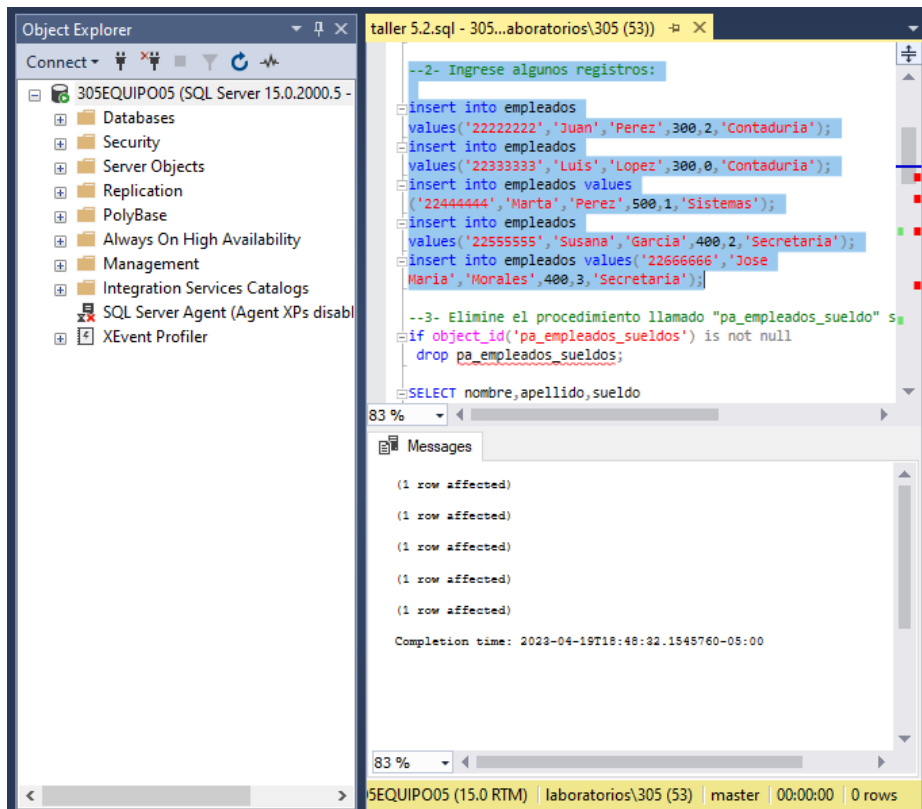 Object Explorer
Connect
305EQUIPO05 (SQL Server 15.0.2000.5 -
Databases
Security
Server Objects
Replication
PolyBase
Always On High Availability
Management
Integration Services Catalogs
SQL Server Agent (Agent XPs disabl
XEvent Profiler
taller 5.2.sql - 305...aboratorios\305 (53))
--2- Ingrese algunos registros:
insert into empleados
values('22222222','Juan','Perez',300,2,'Contaduria');
insert into empleados
values('22333333','Luis','Lopez',300,0,'Contaduria');
insert into empleados values
('22444444','Marta','Perez',500,1,'Sistemas');
insert into empleados
values('22555555','Susana','Garcia',400,2,'Secretaria');
insert into empleados values('22666666','Jose
Maria','Morales',400,3,'Secretaria');
--3- Elimine el procedimiento llamado "pa_empleados_sueldo" s
if object_id('pa_empleados_sueldos') is not null
drop pa_empleados_sueldos;
SELECT nombre,apellido,sueldo
83 %
Messages
(1 row affected)
(1 row affected)
(1 row affected)
(1 row affected)
(1 row affected)
Completion time: 2023-04-19T18:48:32.1545760-05:00
83 %
5EQUIPO05 (15.0 RTM) laboratorios\305 (53) master 00:00:00 0 rows